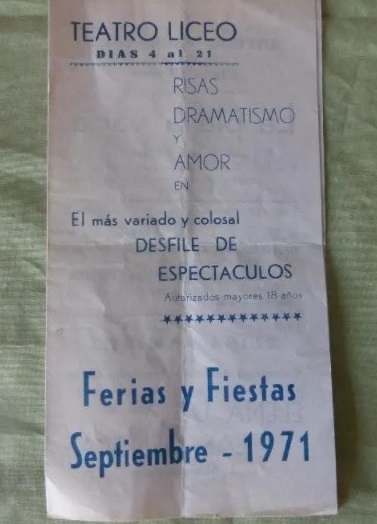 TEATRO LICEO
DIAS 4 al 21
RISAS
DRAMATISMO
Y
AMOR
EN
El más variado y colosal
DESFILE DE
ESPECTACULOS
Autorizados mayores 18 años
Ferias y Fiestas
Septiembre - 1971